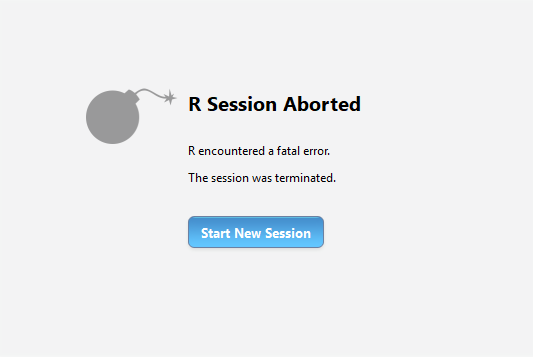 R Session Aborted
R encountered a fatal error.
The session was terminated.
Start New Session